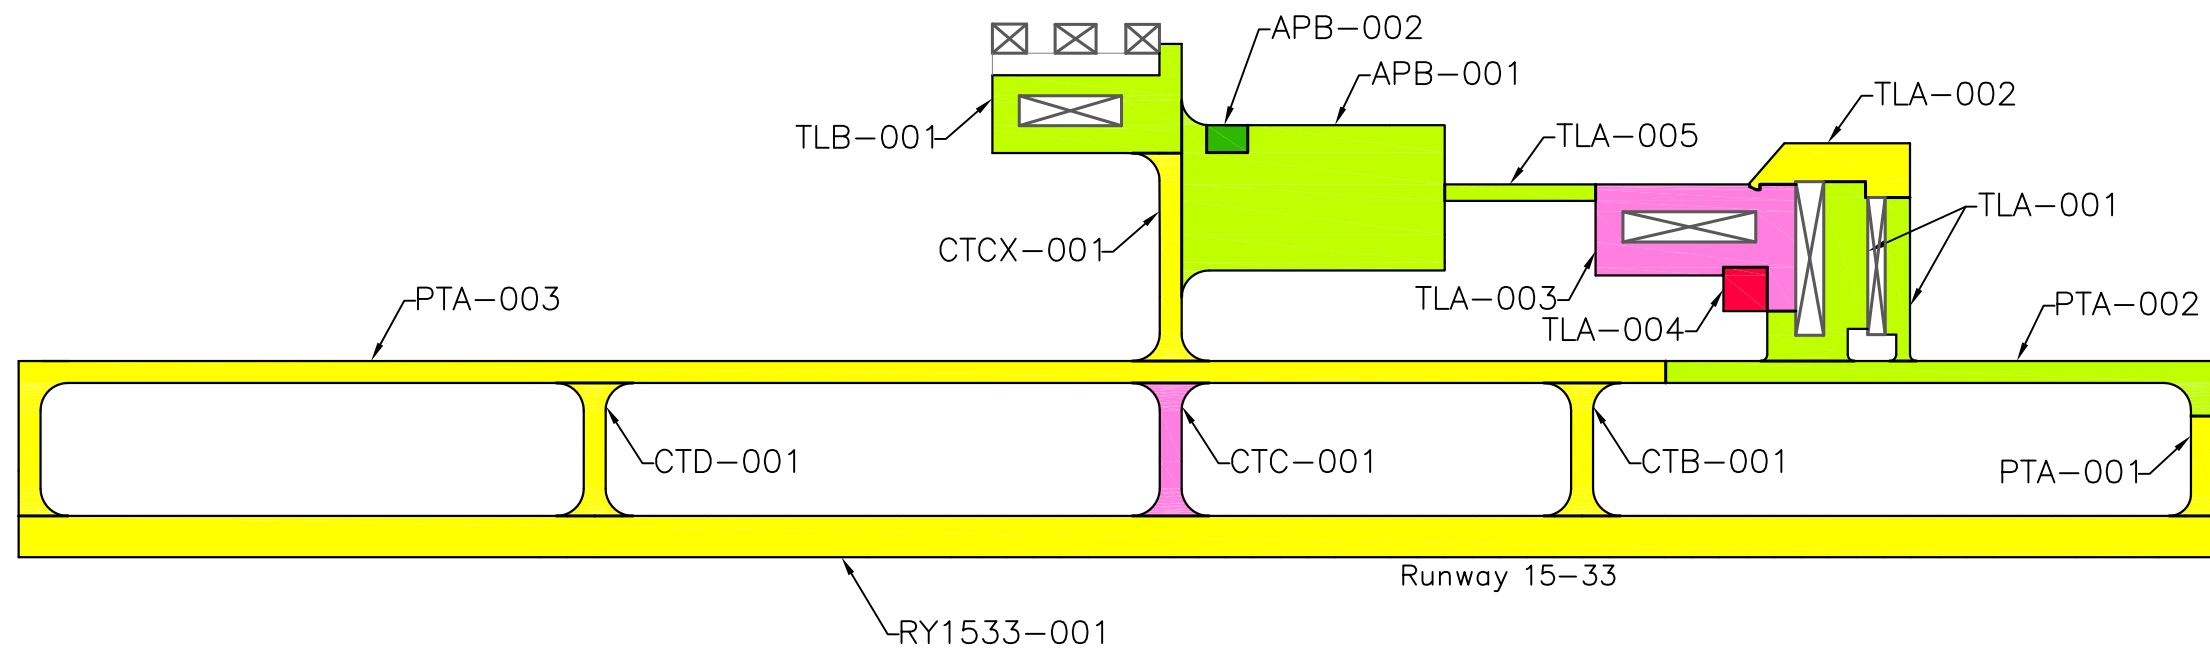 APB-002
APB-001
TLA-002
TLB-001
TLA-005
TLA-001
CTCX-001
PTA-003
TLA-003
PTA-002
TLA-004
CTD-001
CTC-001
CTB-001
PTA-001
Runway 15-33
RY1533-001